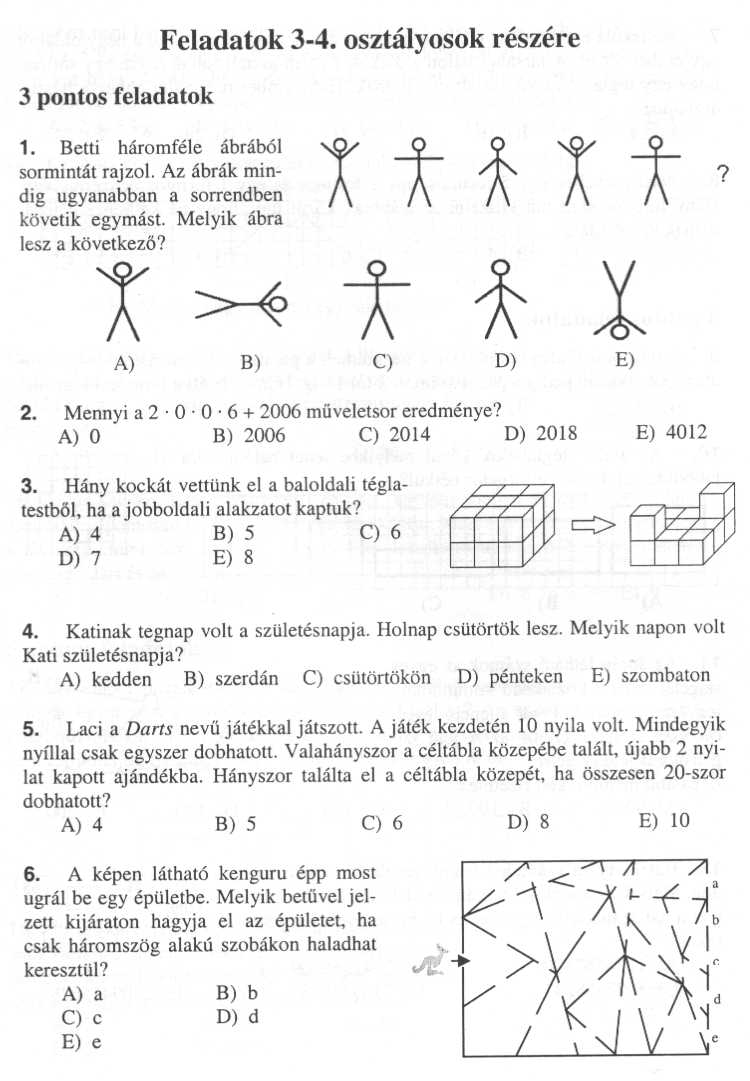 Feladatok 3-4. osztályosok részére
3 pontos feladatok
1. Betti háromféle ábrából
sormintát rajzol. Az ábrák min-
dig ugyanabban a sorrendben
követik egymást. Melyik ábra
lesz a következő?
?
A) B) C) D) E)
2. Mennyi a 2 · 0 · 0 · 6 + 2006 műveletsor eredménye?
A) 0 B) 2006 C) 2014 D) 2018 E) 4012
3. Hány kockát vettünk el a baloldali tégla-
testből, ha a jobboldali alakzatot kaptuk?
A) 4 B) 5 C) 6
D) 7 E) 8
4. Katinak tegnap volt a születésnapja. Holnap csütörtök lesz. Melyik napon volt
Kati születésnapja?
A) kedden B) szerdán C) csütörtökön D) pénteken E) szombaton
5. Laci a Darts nevű játékkal játszott. A játék kezdetén 10 nyila volt. Mindegyik
nyíllal csak egyszer dobhatott. Valahányszor a céltábla közepébe talált, újabb 2 nyi-
lat kapott ajándékba. Hányszor találta el a céltábla közepét, ha összesen 20-szor
dobhatott?
A) 4 B) 5 C) 6 D) 8 E) 10
6. A képen látható kenguru épp most
ugrál be egy épületbe. Melyik betűvel jel-
zett kijáraton hagyja el az épületet, ha
csak háromszög alakú szobákon haladhat
keresztül?
A) a B) b
C) c D) d
E) e
a
b
c
d
e